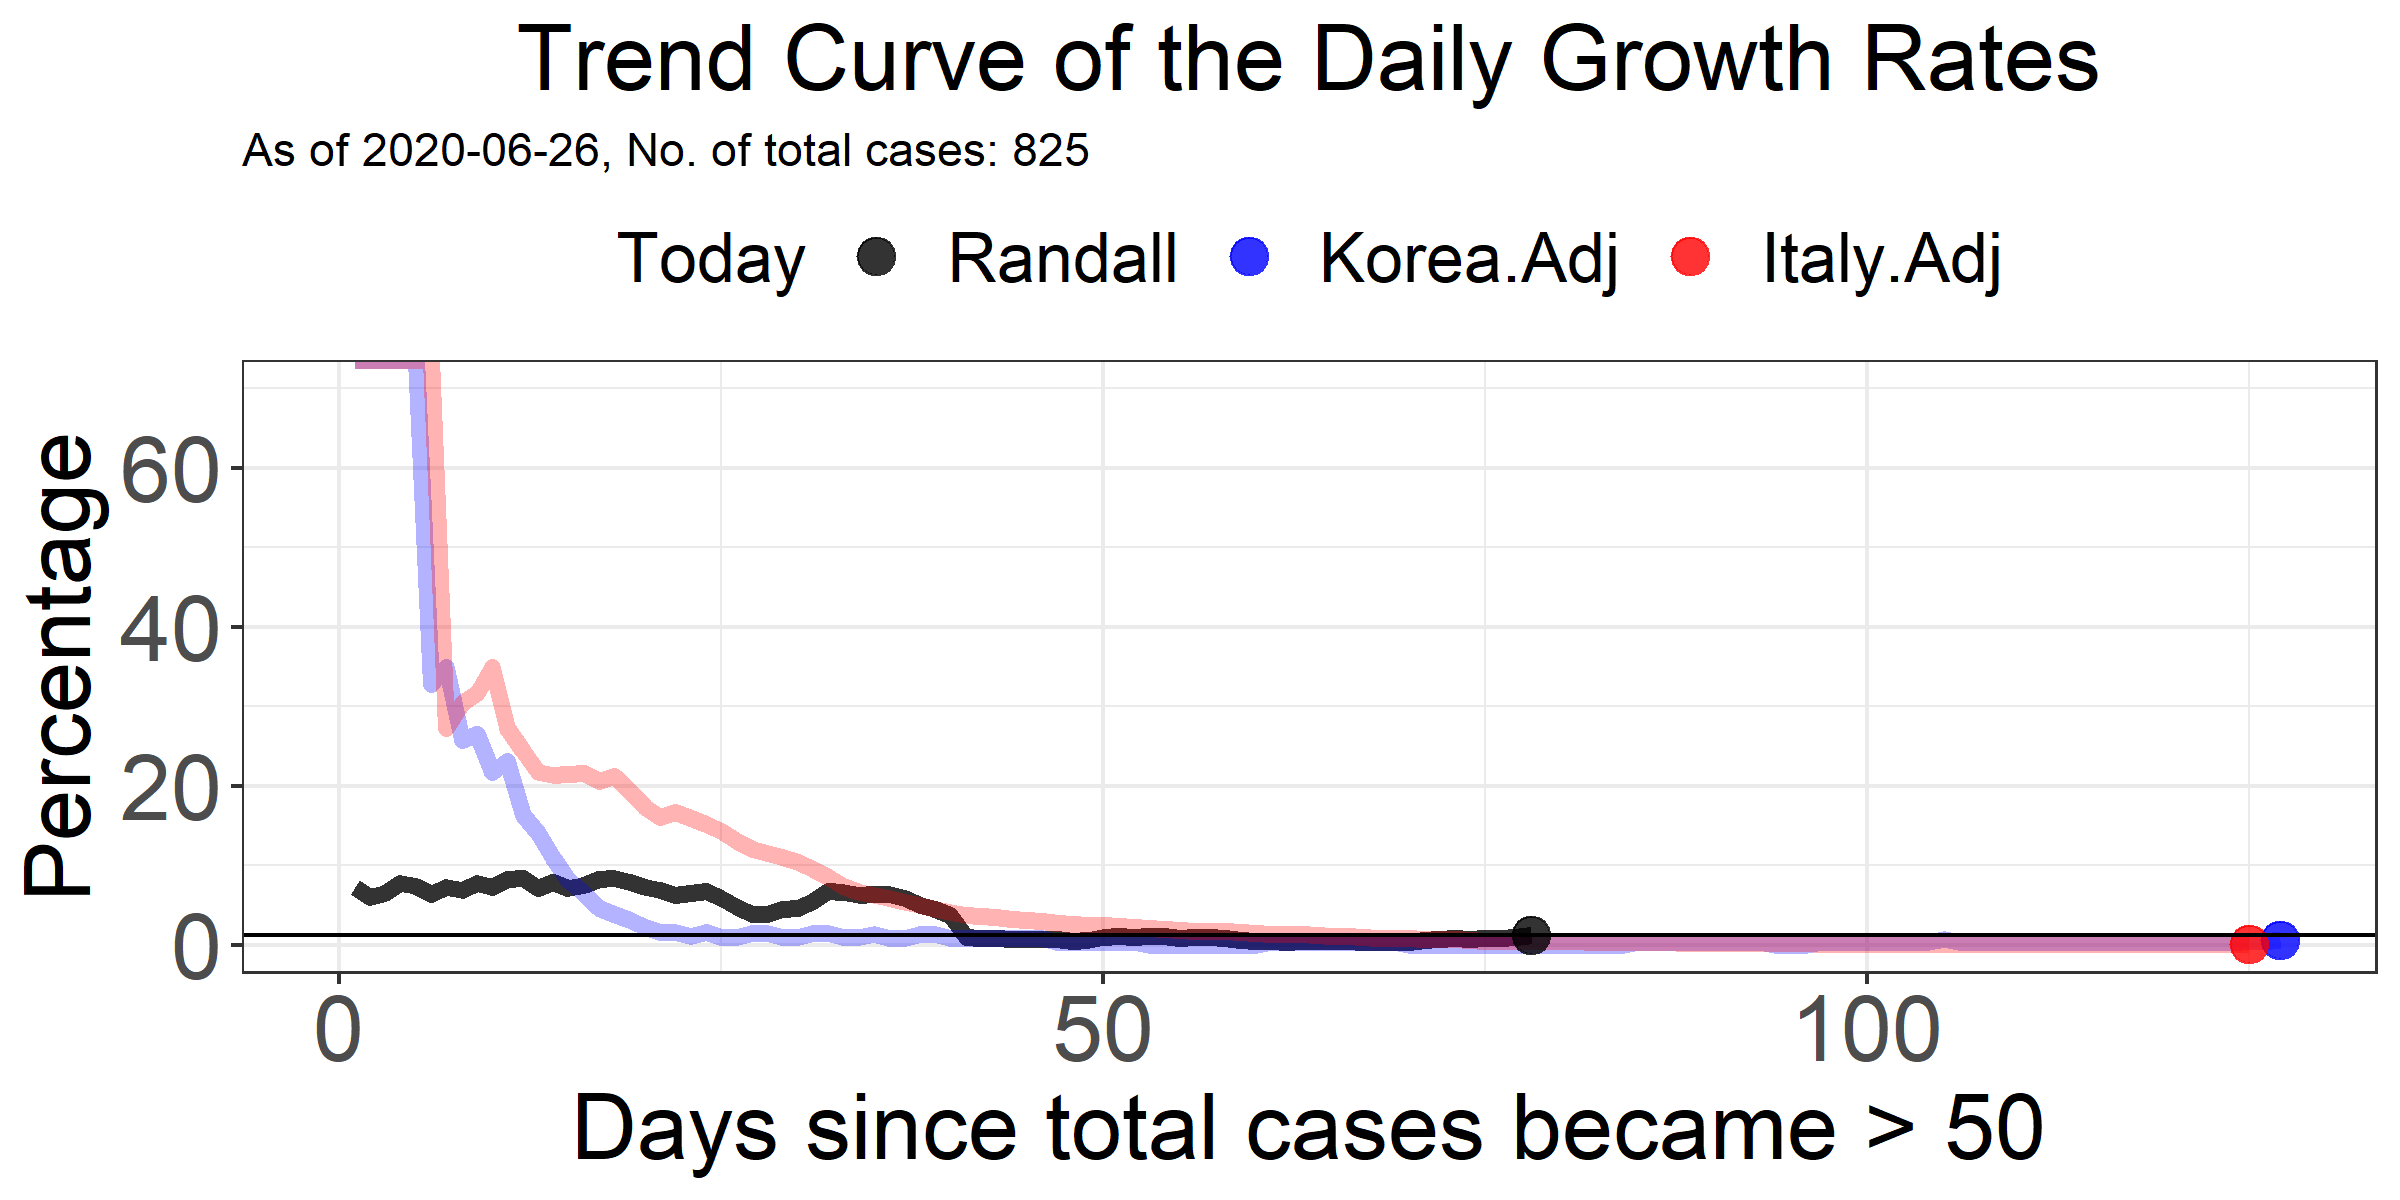 Trend Curve of the Daily Growth Rates
As of 2020-06-26, No. of total cases: 825
Today Randall Korea.Adj Italy.Adj
Percentage
60
40
20
0
0 50 100
Days since total cases became > 50